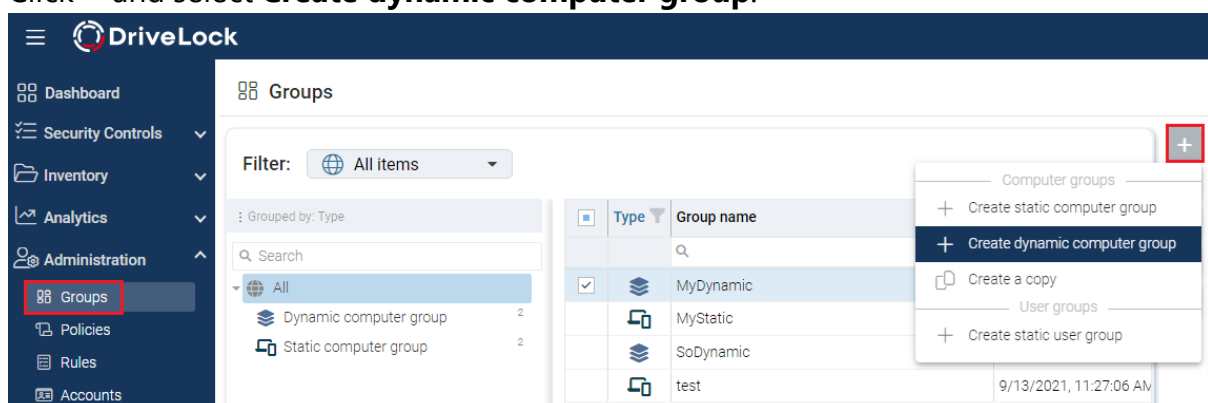 Click + and select Create dynamic computer group.
DriveLock
Dashboard
Groups
Security Controls
Filter: All items
Inventory
Computer groups
Analytics
Grouped by: Type
Type Group name
Create static computer group
Administration
Search
Create dynamic computer group
Groups
All
MyDynamic
Create a copy
Policies
Dynamic computer group 2
MyStatic
User groups
Rules
Static computer group 2
SoDynamic
Create static user group
Accounts
test
9/13/2021, 11:27:06 AM